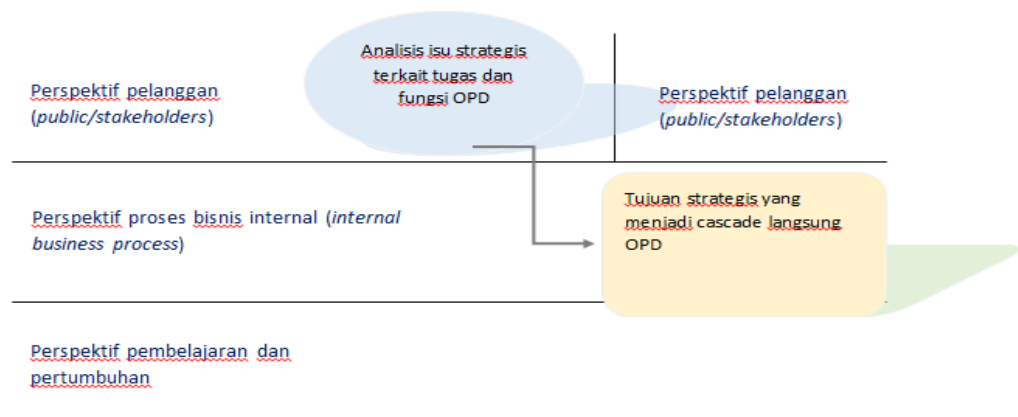 Analisis isu strategis
terkait tugas dan
fungsi OPD
Perspektif pelanggan
(public/stakeholders)
Perspektif pelanggan
(public/stakeholders)
Perspektif proses bisnis internal (internal
business process)
Tujuan strategis yang
menjadi cascade langsung
OPD
Perspektif pembelajaran dan
pertumbuhan